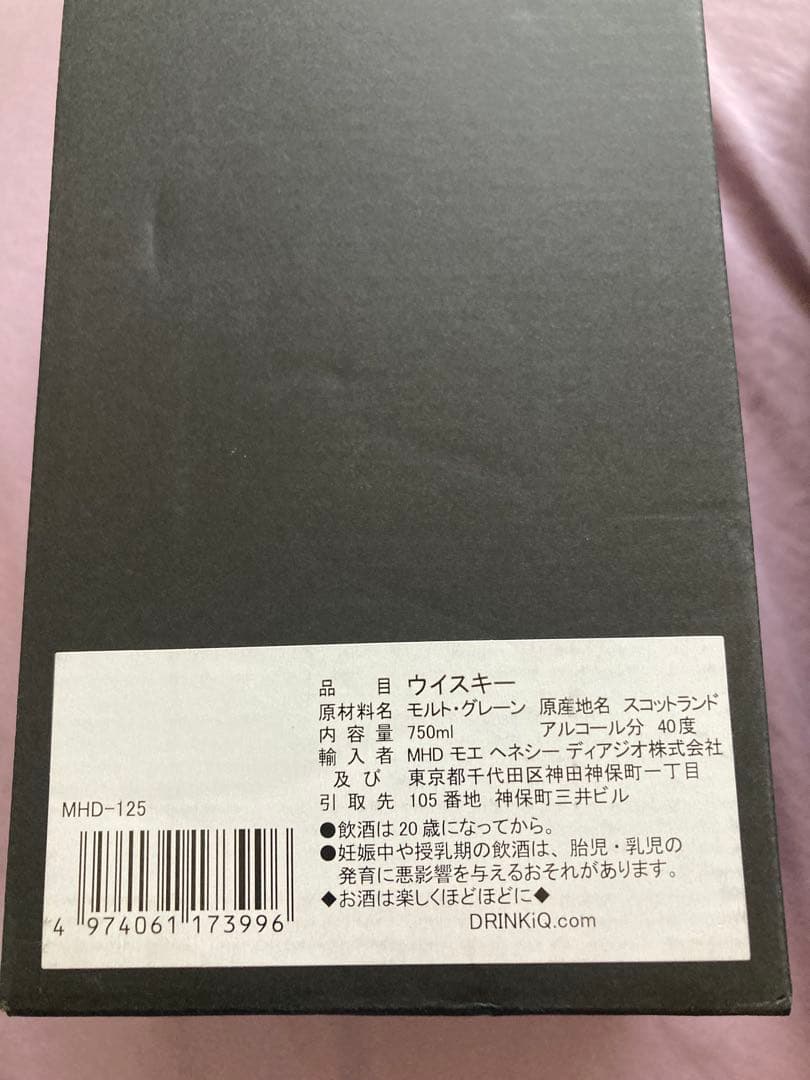 品目 ウイスキー
原材料名 モルト・グレーン 原産地名 スコットランド
内容量 750ml アルコール分 40度
輸入者 MHD モエ ヘネシー ディアジオ株式会社
及び 東京都千代田区神田神保町一丁目
引取先 105番地 神保町三井ビル
●飲酒は20歳になってから。
●妊娠中や授乳期の飲酒は、胎児・乳児の
発育に悪影響を与えるおそれがあります。
◆お酒は楽しくほどほどに◆
DRINKiQ.com
MHD-125
4 974061 173996